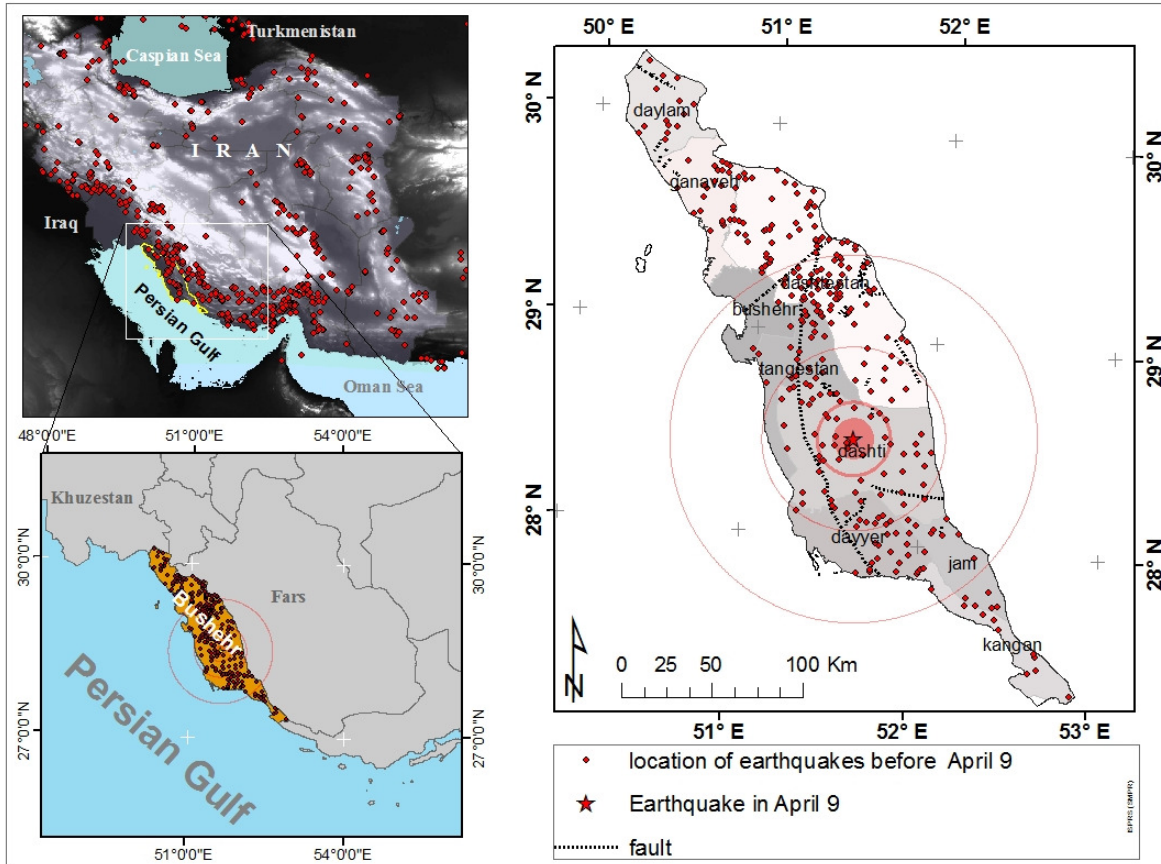 Turkmenistan
Caspian Sea
I R A N
Iraq
Persian Gulf
Oman Sea
48°0'0"E
51°0'0"E
54°0'0"E
Khuzestan
30°0'0"N
30°0'0"N
Fars
Bushehr
Persian Gulf
27°0'0"N
27°0'0"N
51°0'0"E
54°0'0"E
50° E
51° E
52° E
30° N
30° N
29° N
29° N
28° N
28° N
daylam
ganaveh
dashtestan
bushehr
tangestan
dashti
dayyer
jam
kangan
N
0 25 50 100 Km
51° E
52° E
53° E
location of earthquakes before April 9
Earthquake in April 9
fault
ISPRS (SMPR)